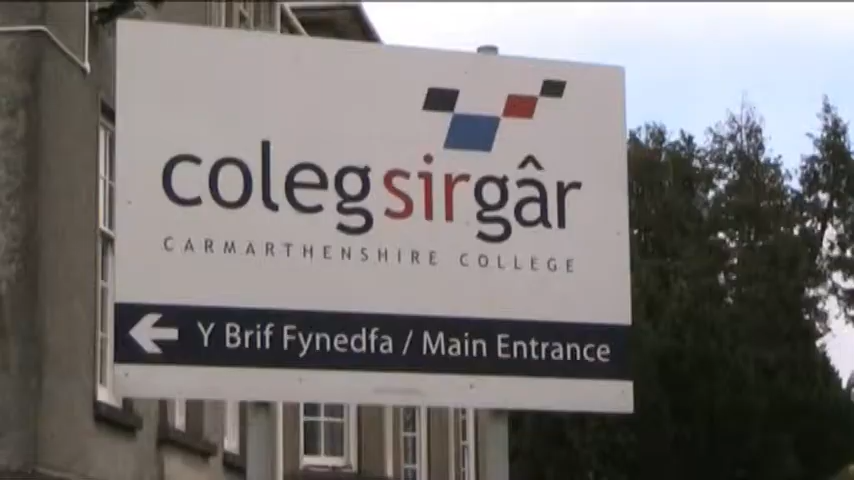 colegsirgâr
CARMARTHENSHIRE COLLEGE
Y Brif Fynedfa / Main Entrance